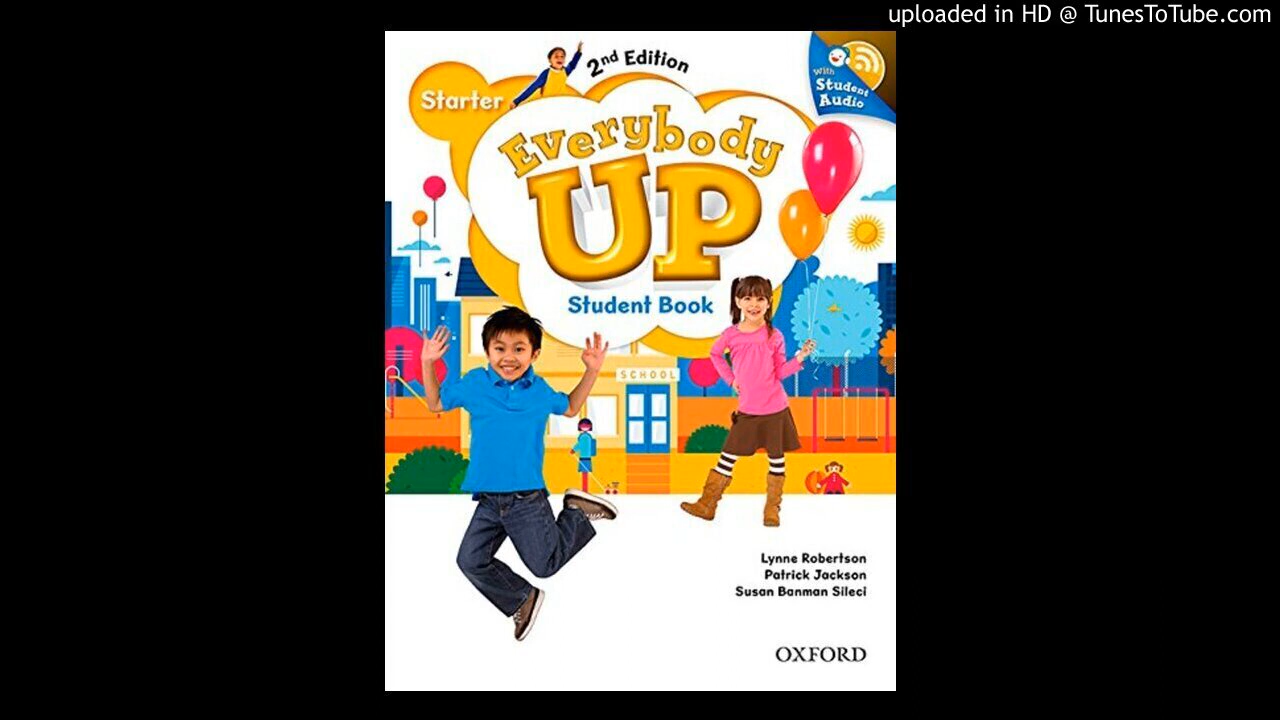 uploaded in HD @ TunesToTube.com
2nd Edition
With
Student
Audio
Starter
Everybody
UP
Student Book
SCHOOL
Lynne Robertson
Patrick Jackson
Susan Banman Sileci
OXFORD